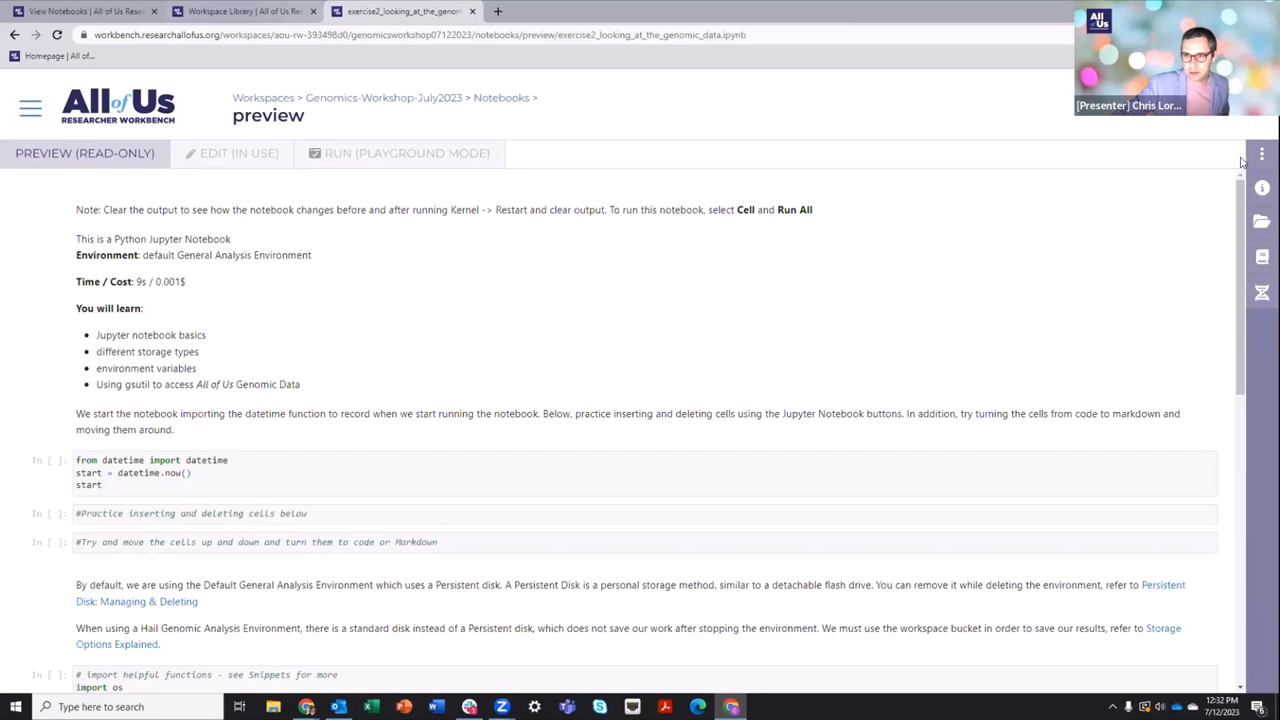 View Notebooks | All of Us Resear
Workspace Library | All of Us Res
exercise2_looking_at_the_genom
workbench.researchallofus.org/workspaces/aou-rw-393498d0/genomicsworkshop07122023/notebooks/preview/exercise2_looking_at_the_genomic_data.ipynb
Homepage | All of...
All of Us
[Presenter] Chris Lor...
All of Us
RESEARCHER WORKBENCH
Workspaces > Genomics-Workshop-July2023 > Notebooks >
preview
PREVIEW (READ-ONLY)
EDIT (IN USE)
RUN (PLAYGROUND MODE)
Note: Clear the output to see how the notebook changes before and after running Kernel -> Restart and clear output. To run this notebook, select Cell and Run All
This is a Python Jupyter Notebook
Environment: default General Analysis Environment
Time / Cost: 9s / 0.001$
You will learn:
• Jupyter notebook basics
• different storage types
• environment variables
• Using gsutil to access All of Us Genomic Data
We start the notebook importing the datetime function to record when we start running the notebook. Below, practice inserting and deleting cells using the Jupyter Notebook buttons. In addition, try turning the cells from code to markdown and
moving them around.
In [ ]: from datetime import datetime
start = datetime.now()
start
In [ ]: #Practice inserting and deleting cells below
In [ ]: #Try and move the cells up and down and turn them to code or Markdown
By default, we are using the Default General Analysis Environment which uses a Persistent disk. A Persistent Disk is a personal storage method, similar to a detachable flash drive. You can remove it while deleting the environment, refer to Persistent
Disk: Managing & Deleting
When using a Hail Genomic Analysis Environment, there is a standard disk instead of a Persistent disk, which does not save our work after stopping the environment. We must use the workspace bucket in order to save our results, refer to Storage
Options Explained.
In [ ]: # import helpful functions - see Snippets for more
import os
Type here to search
12:32 PM
7/12/2023